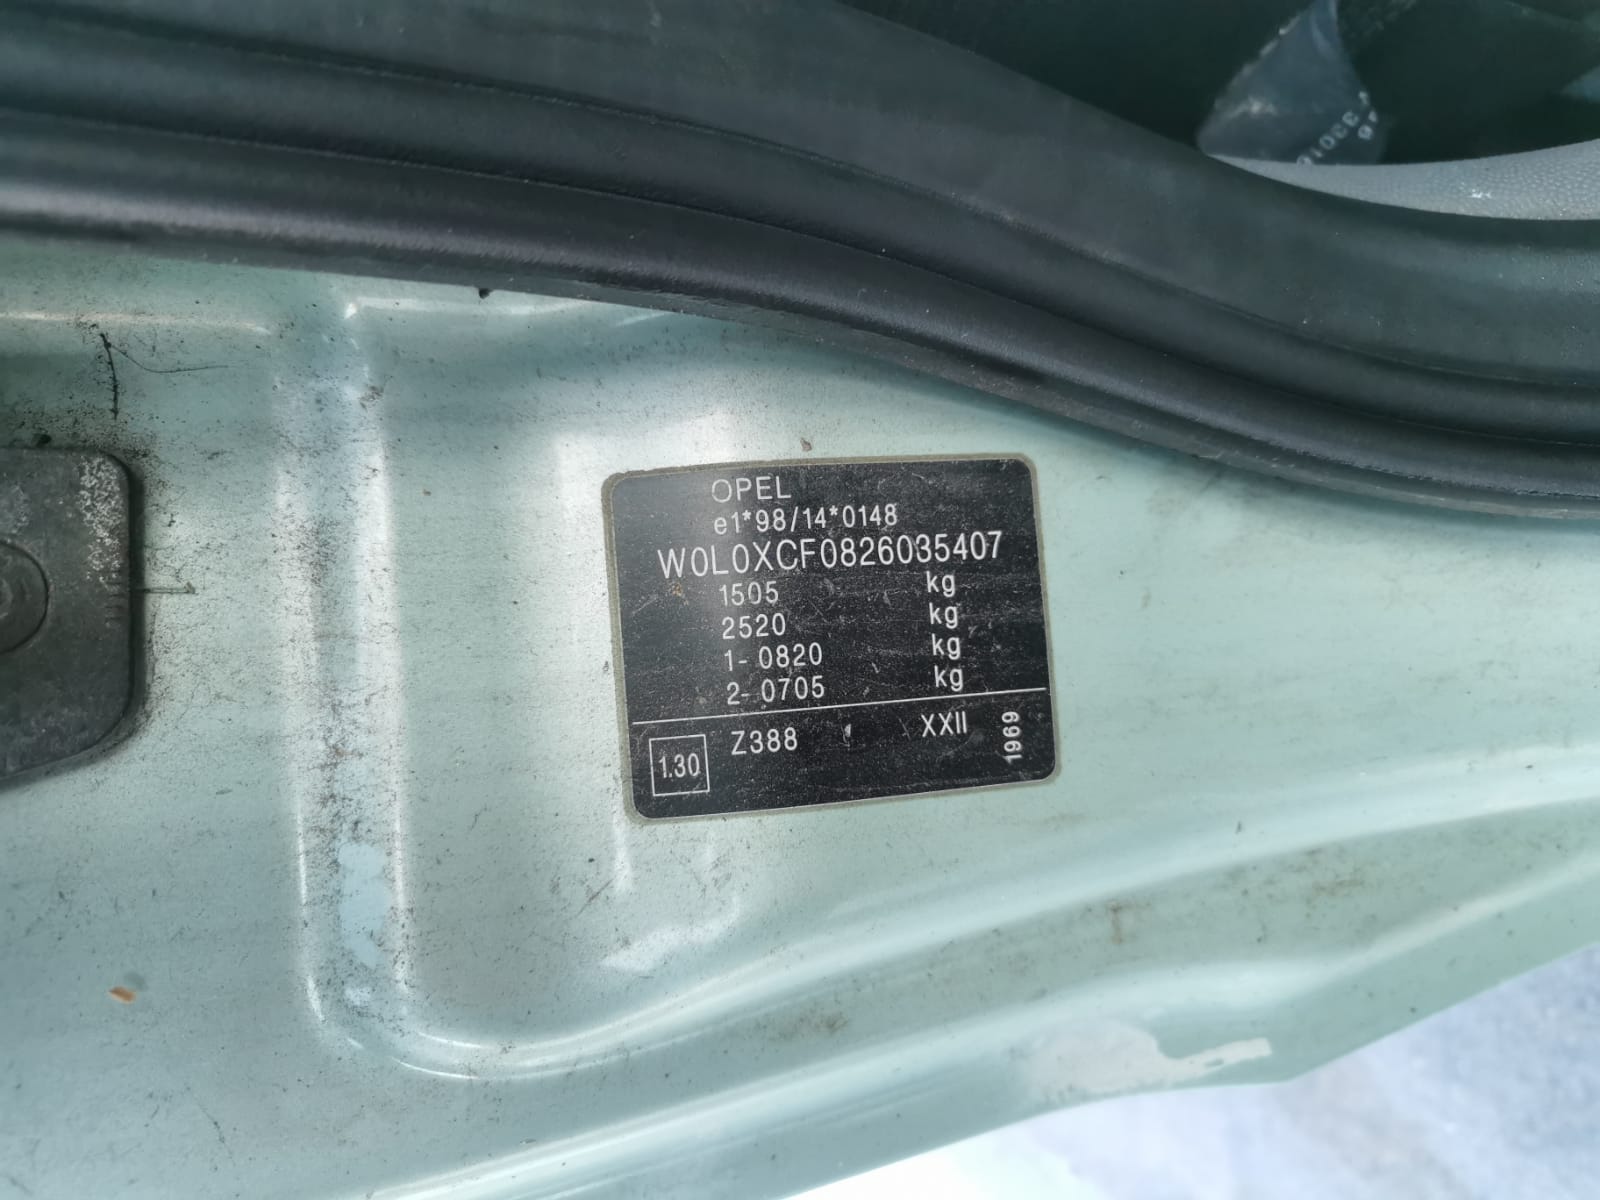 OPEL
e1*98/14*0148
W0L0XCF0826035407
1505 kg
2520 kg
1- 0820 kg
2- 0705 kg
1.30 Z388 XXII 1969